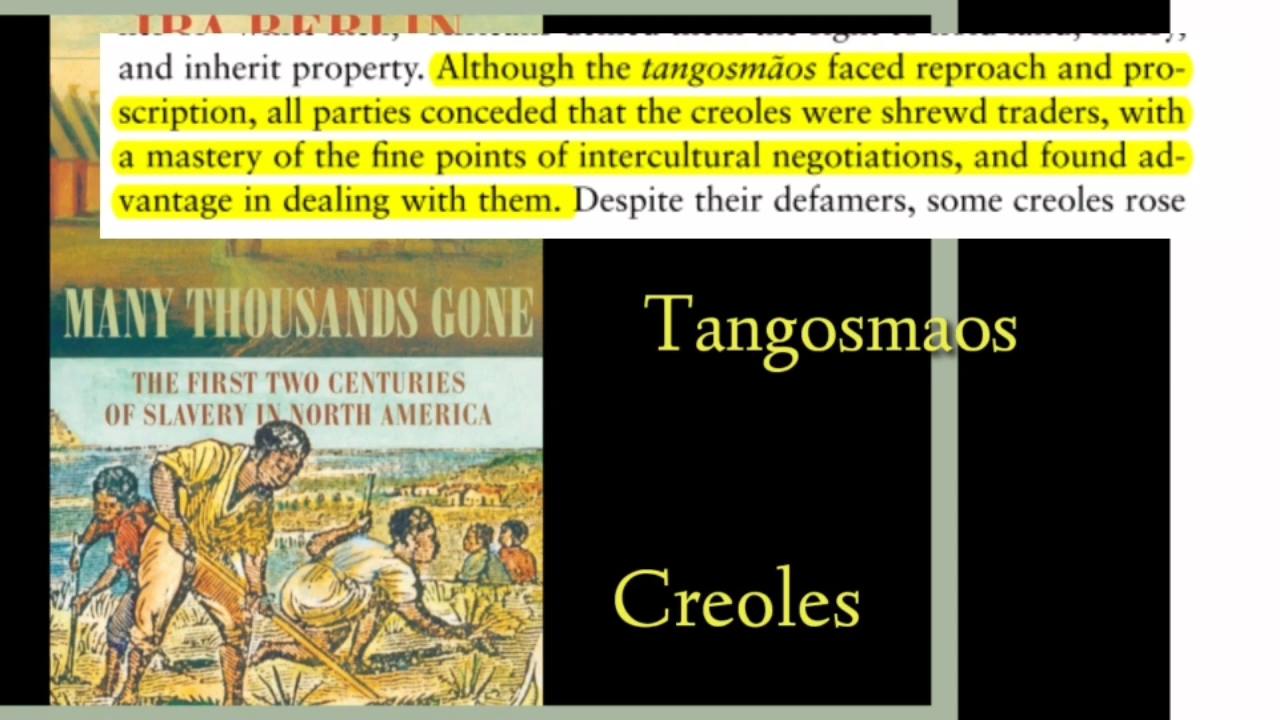 IRA BERLIN
and inherit property. Although the tangosmãos faced reproach and pro-
scription, all parties conceded that the creoles were shrewd traders, with
a mastery of the fine points of intercultural negotiations, and found ad-
vantage in dealing with them. Despite their defamers, some creoles rose
MANY THOUSANDS GONE
THE FIRST TWO CENTURIES
OF SLAVERY IN NORTH AMERICA
Tangosmaos
Creoles